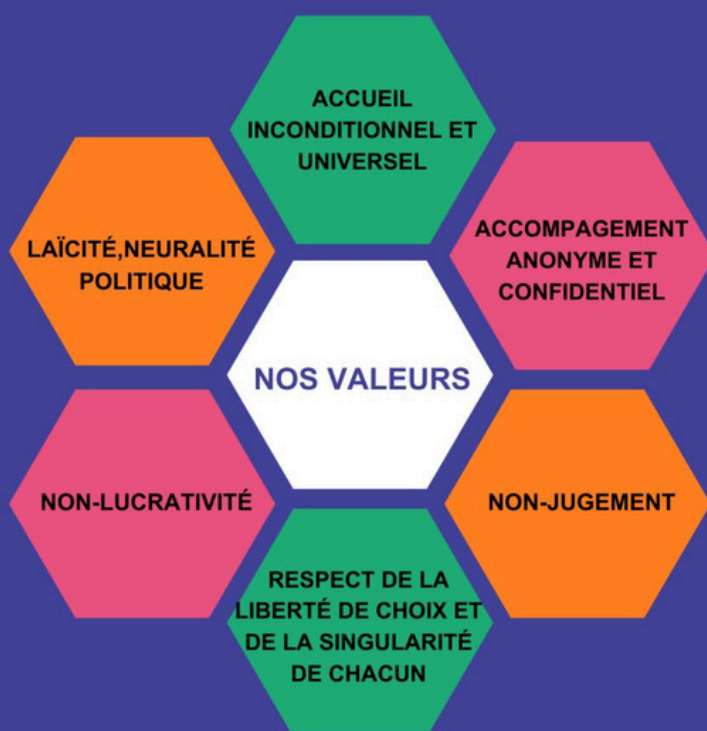 ACCUEIL
INCONDITIONNEL ET
UNIVERSEL
LAÏCITÉ,NEURALITÉ
POLITIQUE
ACCOMPAGEMENT
ANONYME ET
CONFIDENTIEL
NOS VALEURS
NON-LUCRATIVITÉ
NON-JUGEMENT
RESPECT DE LA
LIBERTÉ DE CHOIX ET
DE LA SINGULARITÉ
DE CHACUN